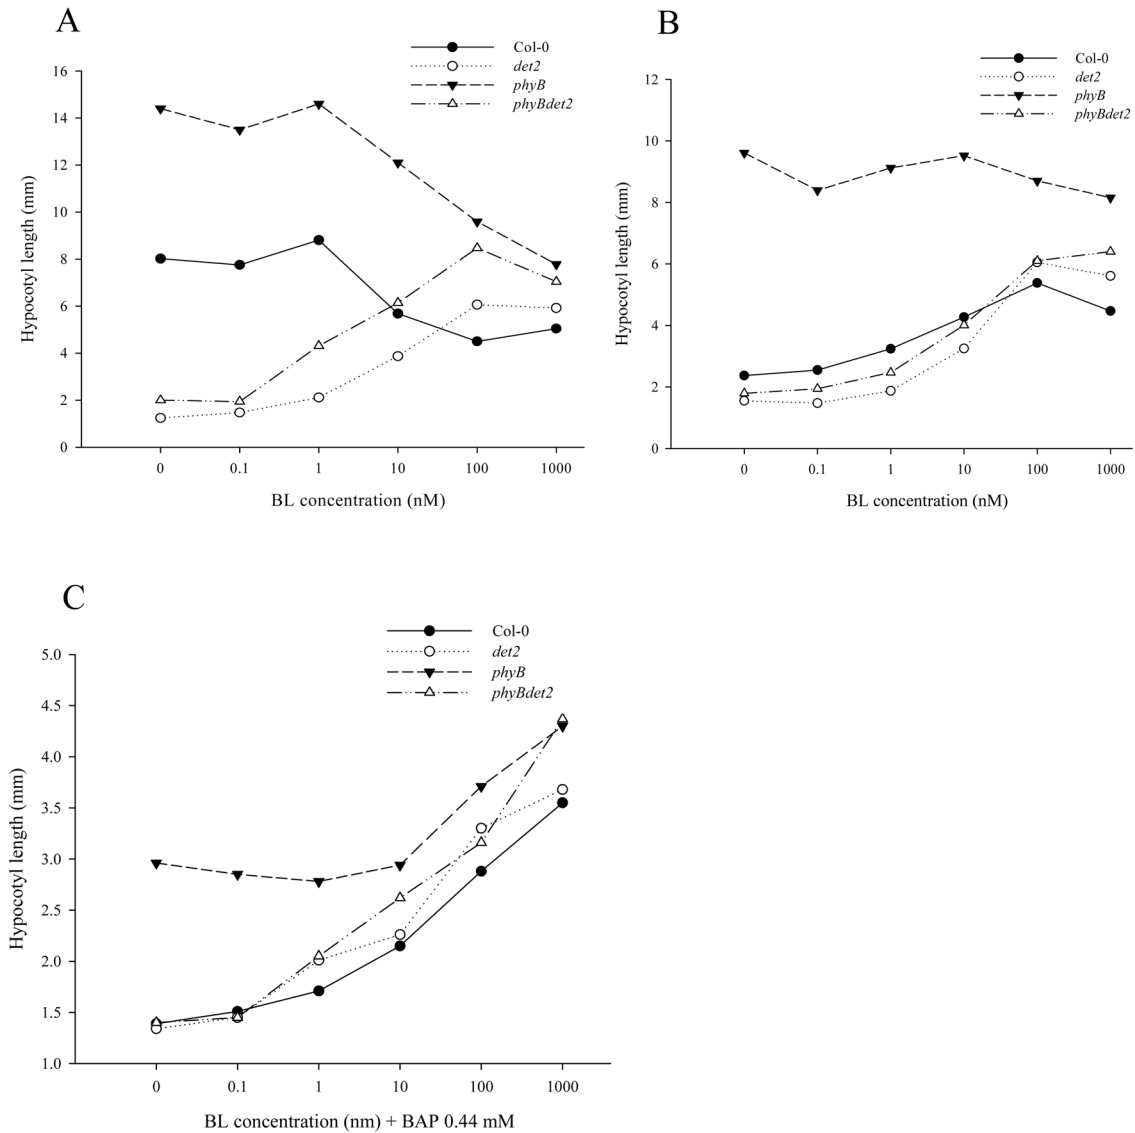 A
Col-0
det2
phyB
phyBdet2
16
14
12
10
8
6
4
2
0
Hypocotyl length (mm)
0 0.1 1 10 100 1000
BL concentration (nM)
B
Col-0
det2
phyB
phyBdet2
12
10
8
6
4
2
0
Hypocotyl length (mm)
0 0.1 1 10 100 1000
BL concentration (nM)
C
Col-0
det2
phyB
phyBdet2
5.0
4.5
4.0
3.5
3.0
2.5
2.0
1.5
1.0
Hypocotyl length (mm)
0 0.1 1 10 100 1000
BL concentration (nm) + BAP 0.44 mM